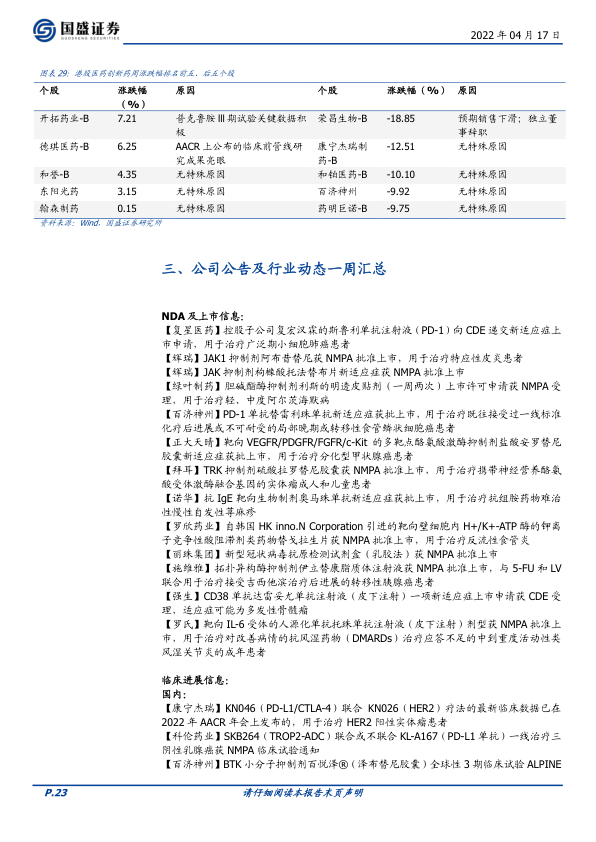 国盛证券
GUOSHENG SECURITIES
2022 年 04 月 17 日
图表 29：港股医药创新药周涨跌幅排名前五、后五个股
个股 涨跌幅（%） 原因 个股 涨跌幅（%） 原因
开拓药业-B 7.21 普克鲁胺Ⅲ期试验关键数据积极 荣昌生物-B -18.85 预期销售下滑；独立董事辞职
德琪医药-B 6.25 AACR 上公布的临床前管线研究成果亮眼 康宁杰瑞制药-B -12.51 无特殊原因
和誉-B 4.35 无特殊原因 和铂医药-B -10.10 无特殊原因
东阳光药 3.15 无特殊原因 百济神州 -9.92 无特殊原因
翰森制药 0.15 无特殊原因 药明巨诺-B -9.75 无特殊原因
资料来源：Wind，国盛证券研究所
三、公司公告及行业动态一周汇总
NDA 及上市信息：
【复星医药】控股子公司复宏汉霖的斯鲁利单抗注射液（PD-1）向 CDE 递交新适应症上
市申请，用于治疗广泛期小细胞肺癌患者
【辉瑞】JAK1 抑制剂阿布昔替尼获 NMPA 批准上市，用于治疗特应性皮炎患者
【辉瑞】JAK 抑制剂枸橼酸托法替布片新适应症获 NMPA 批准上市
【绿叶制药】胆碱酯酶抑制剂利斯的明透皮贴剂（一周两次）上市许可申请获 NMPA 受
理，用于治疗轻、中度阿尔茨海默病
【百济神州】PD-1 单抗替雷利珠单抗新适应症获批上市，用于治疗既往接受过一线标准
化疗后进展或不可耐受的局部晚期或转移性食管鳞状细胞癌患者
【正大天晴】靶向 VEGFR/PDGFR/FGFR/c-Kit 的多靶点酪氨酸激酶抑制剂盐酸安罗替尼
胶囊新适应症获批上市，用于治疗分化型甲状腺癌患者
【拜耳】TRK 抑制剂硫酸拉罗替尼胶囊获 NMPA 批准上市，用于治疗携带神经营养酪氨
酸受体激酶融合基因的实体瘤成人和儿童患者
【诺华】抗 IgE 靶向生物制剂奥马珠单抗新适应症获批上市，用于治疗抗组胺药物难治
性慢性自发性荨麻疹
【罗欣药业】自韩国 HK inno.N Corporation 引进的靶向壁细胞内 H+/K+-ATP 酶的钾离
子竞争性酸阻滞剂类药物替戈拉生片获 NMPA 批准上市，用于治疗反流性食管炎
【丽珠集团】新型冠状病毒抗原检测试剂盒（乳胶法）获 NMPA 批准上市
【施维雅】拓扑异构酶抑制剂伊立替康脂质体注射液获 NMPA 批准上市，与 5-FU 和 LV
联合用于治疗接受吉西他滨治疗后进展的转移性胰腺癌患者
【强生】CD38 单抗达雷妥尤单抗注射液（皮下注射）一项新适应症上市申请获 CDE 受
理，适应症可能为多发性骨髓瘤
【罗氏】靶向 IL-6 受体的人源化单抗托珠单抗注射液（皮下注射）剂型获 NMPA 批准上
市，用于治疗对改善病情的抗风湿药物（DMARDs）治疗应答不足的中到重度活动性类
风湿关节炎的成年患者
临床进展信息：
国内：
【康宁杰瑞】KN046（PD-L1/CTLA-4）联合 KN026（HER2）疗法的最新临床数据已在
2022 年 AACR 年会上发布的，用于治疗 HER2 阳性实体瘤患者
【科伦药业】SKB264（TROP2-ADC）联合或不联合 KL-A167（PD-L1 单抗）一线治疗三
阴性乳腺癌获 NMPA 临床试验通知
【百济神州】BTK 小分子抑制剂百悦泽®（泽布替尼胶囊）全球性 3 期临床试验 ALPINE
P.23
请仔细阅读本报告末页声明